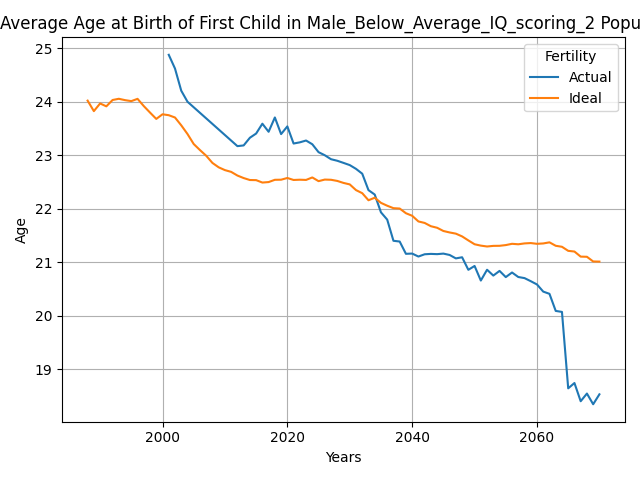 Average Age at Birth of First Child in Male_Below_Average_IQ_scoring_2 Popu
25
24
23
22
21
20
19
Age
2000
2020
2040
2060
Years
Fertility
Actual
Ideal